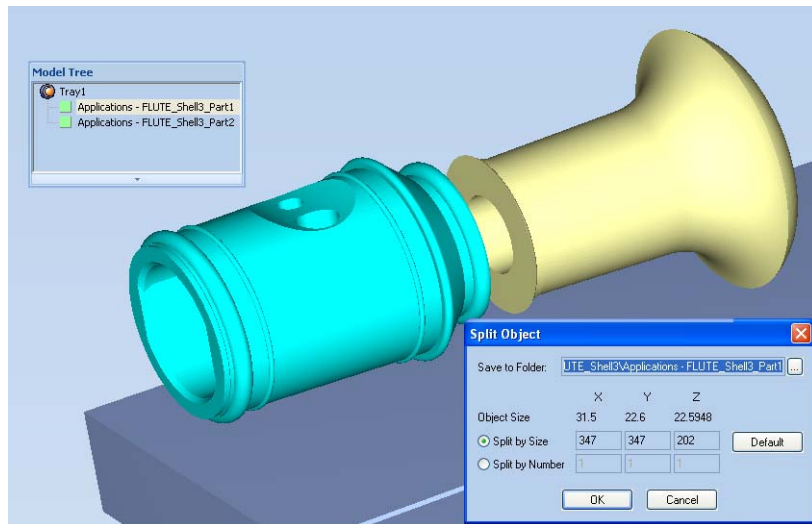 Model Tree
Tray1
Applications - FLUTE_Shell3_Part1
Applications - FLUTE_Shell3_Part2
Split Object
Save to Folder: UTE_Shell3\Applications - FLUTE_Shell3_Part1 ...
X Y Z
Object Size 31.5 22.6 22.5948
Split by Size 347 347 202 Default
Split by Number 1 1 1
OK Cancel